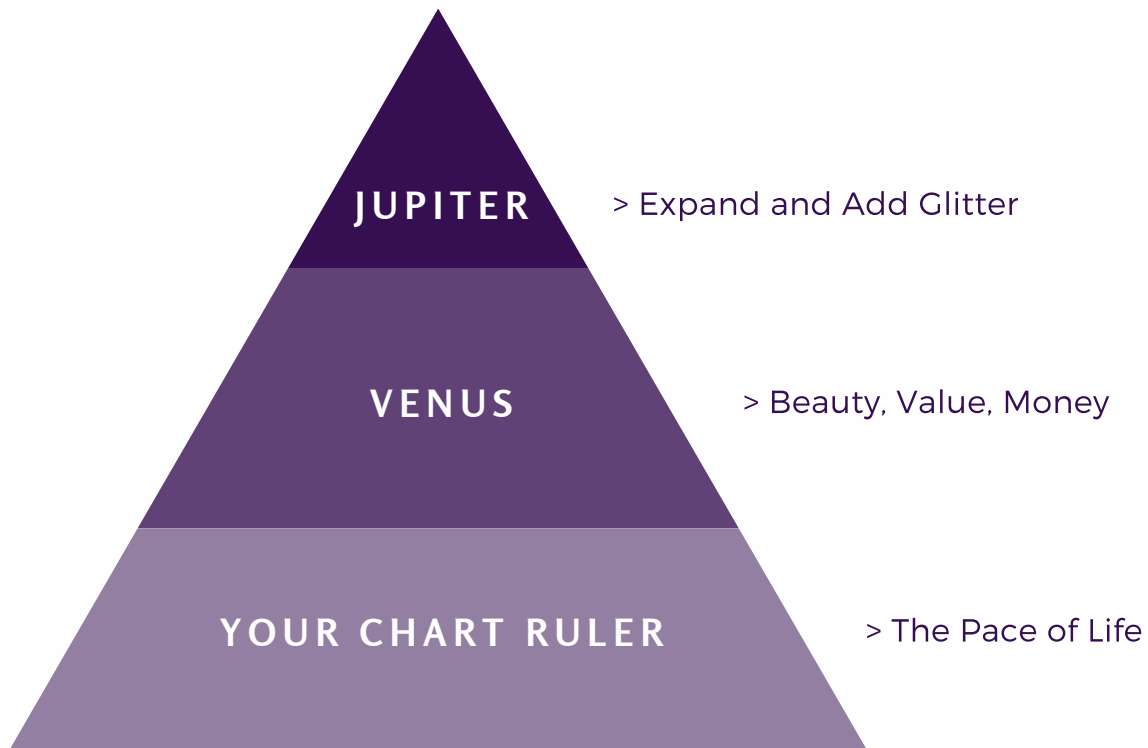 JUPITER > Expand and Add Glitter
VENUS > Beauty, Value, Money
YOUR CHART RULER > The Pace of Life